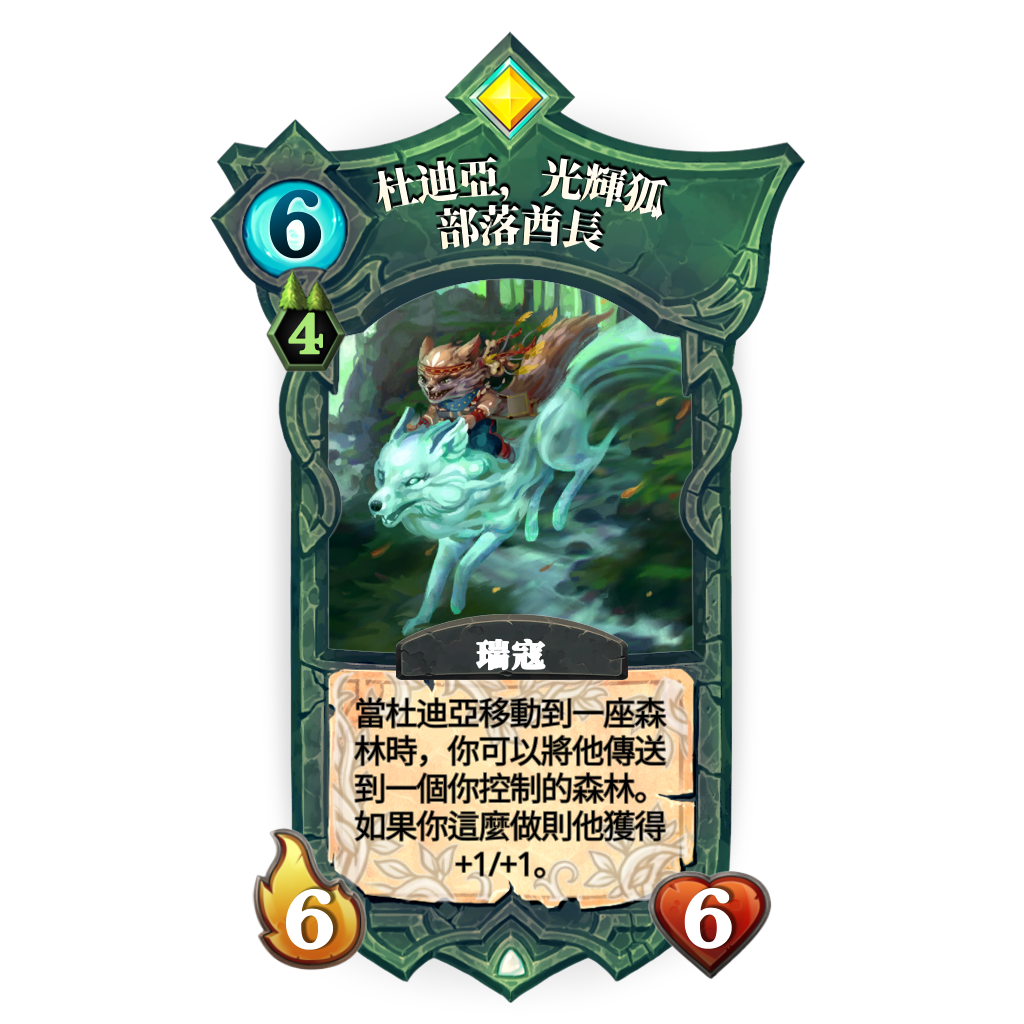 杜迪亞，光輝狐
部落酋長
6
4
瑞寇
當杜迪亞移動到一座森
林時，你可以將他傳送
到一個你控制的森林。
如果你這麼做則他獲得
+1/+1。
6
6